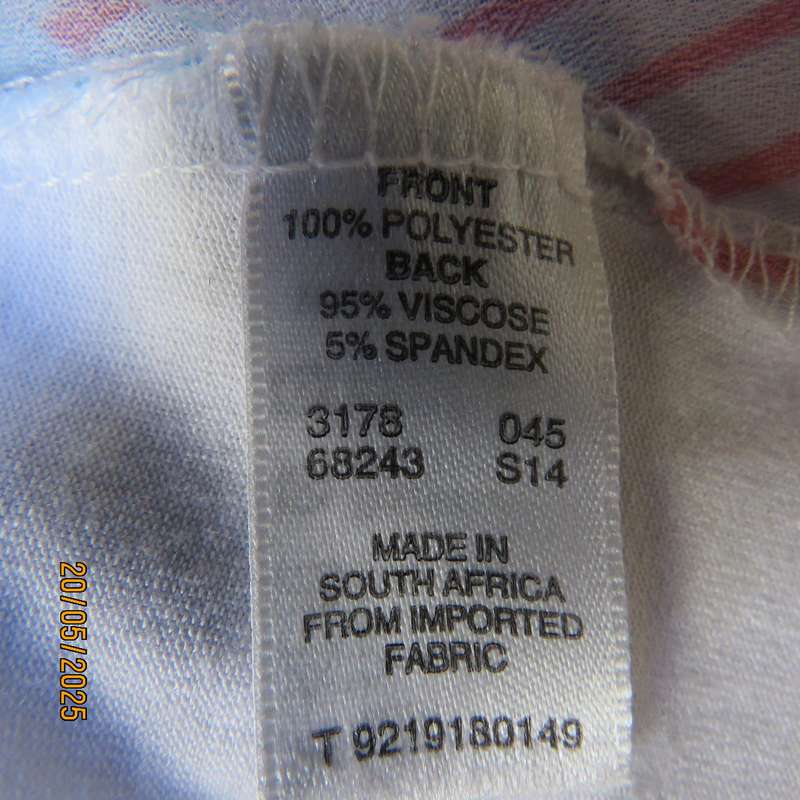 FRONT
100% POLYESTER
BACK
95% VISCOSE
5% SPANDEX
3178 045
68243 S14
MADE IN
SOUTH AFRICA
FROM IMPORTED
FABRIC
T 9219180149
20/05/2025